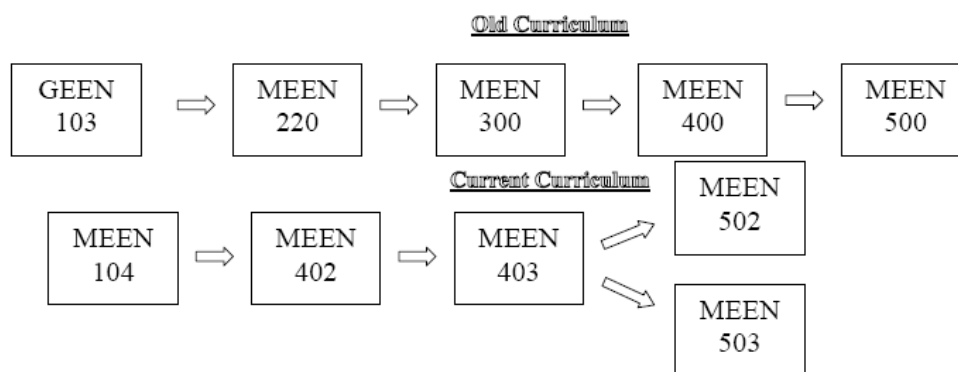 Old Curriculum
GEEN
103
MEEN
220
MEEN
300
MEEN
400
MEEN
500
Current Curriculum
MEEN
104
MEEN
402
MEEN
403
MEEN
502
MEEN
503